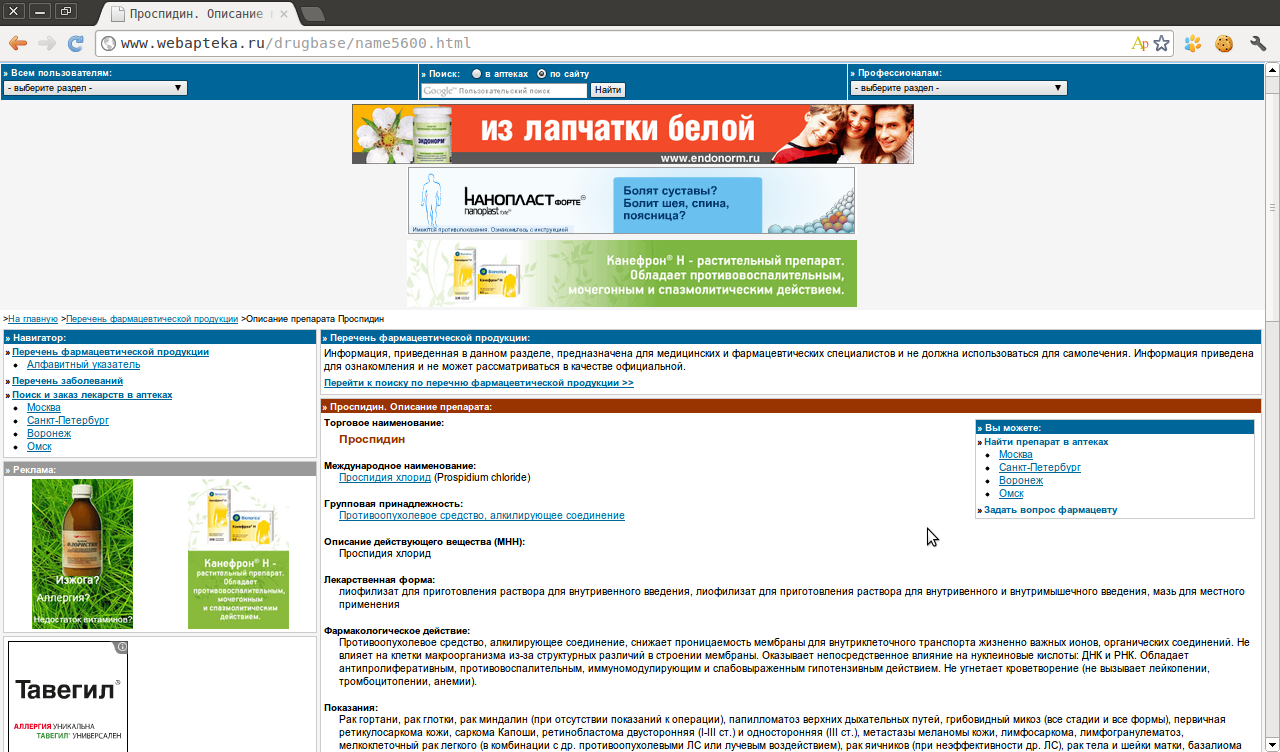 Проспидин. Описание
www.webapteka.ru/drugbase/name5600.html
» Всем пользователям:
- выберите раздел -
» Поиск: в аптеках по сайту
Google™ Пользовательский поиск
Найти
» Профессионалам:
- выберите раздел -
ЭНДОНОРМ
из лапчатки белой
www.endonorm.ru
НАНОПЛАСТ ФОРТЕ®
nanoplast forte®
Болят суставы?
Болит шея, спина,
поясница?
Имеются противопоказания. Ознакомьтесь с инструкцией
Канефрон® Н - растительный препарат.
Обладает противовоспалительным,
мочегонным и спазмолитическим действием.
>На главную >Перечень фармацевтической продукции >Описание препарата Проспидин
» Навигатор:
» Перечень фармацевтической продукции
Алфавитный указатель
» Перечень заболеваний
» Поиск и заказ лекарств в аптеках
Москва
Санкт-Петербург
Воронеж
Омск
» Реклама:
Изжога?
Аллергия?
Недостаток витаминов?
Канефрон® Н -
растительный препарат.
Обладает
противовоспалительным,
мочегонным
и спазмолитическим
действием.
Тавегил®
АЛЛЕРГИЯ УНИКАЛЬНА
ТАВЕГИЛ® УНИВЕРСАЛЕН
» Перечень фармацевтической продукции:
Информация, приведенная в данном разделе, предназначена для медицинских и фармацевтических специалистов и не должна использоваться для самолечения. Информация приведена
для ознакомления и не может рассматриваться в качестве официальной.
Перейти к поиску по перечню фармацевтической продукции >>
» Проспидин. Описание препарата:
Торговое наименование:
Проспидин
Международное наименование:
Проспидия хлорид (Prospidium chloride)
Групповая принадлежность:
Противоопухолевое средство, алкилирующее соединение
Описание действующего вещества (МНН):
Проспидия хлорид
Лекарственная форма:
лиофилизат для приготовления раствора для внутривенного введения, лиофилизат для приготовления раствора для внутривенного и внутримышечного введения, мазь для местного
применения
Фармакологическое действие:
Противоопухолевое средство, алкилирующее соединение, снижает проницаемость мембраны для внутриклеточного транспорта жизненно важных ионов, органических соединений. Не
влияет на клетки макроорганизма из-за структурных различий в строении мембраны. Оказывает непосредственное влияние на нуклеиновые кислоты: ДНК и РНК. Обладает
антипролиферативным, противовоспалительным, иммуномодулирующим и слабовыраженным гипотензивным действием. Не угнетает кроветворение (не вызывает лейкопении,
тромбоцитопении, анемии).
Показания:
Рак гортани, рак глотки, рак миндалин (при отсутствии показаний к операции), папилломатоз верхних дыхательных путей, грибовидный микоз (все стадии и все формы), первичная
ретикулосаркома кожи, саркома Капоши, ретинобластома двусторонняя (I-III ст.) и односторонняя (III ст.), метастазы меланомы кожи, лимфосаркома, лимфогранулематоз,
мелкоклеточный рак легкого (в комбинации с др. противоопухолевыми ЛС или лучевым воздействием), рак яичников (при неэффективности др. ЛС), рак тела и шейки матки, базалиома
» Вы можете:
» Найти препарат в аптеках
Москва
Санкт-Петербург
Воронеж
Омск
» Задать вопрос фармацевту